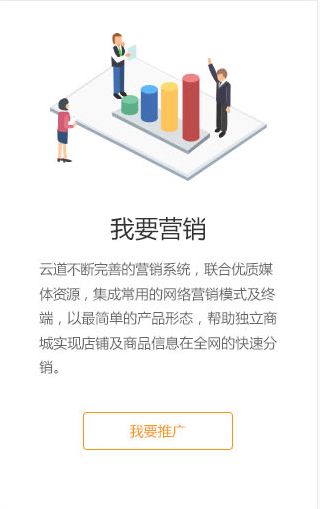 我要营销
云道不断完善的营销系统，联合优质媒
体资源，集成常用的网络营销模式及终
端，以最简单的产品形态，帮助独立商
城实现店铺及商品信息在全网的快速分
销。
我要推广